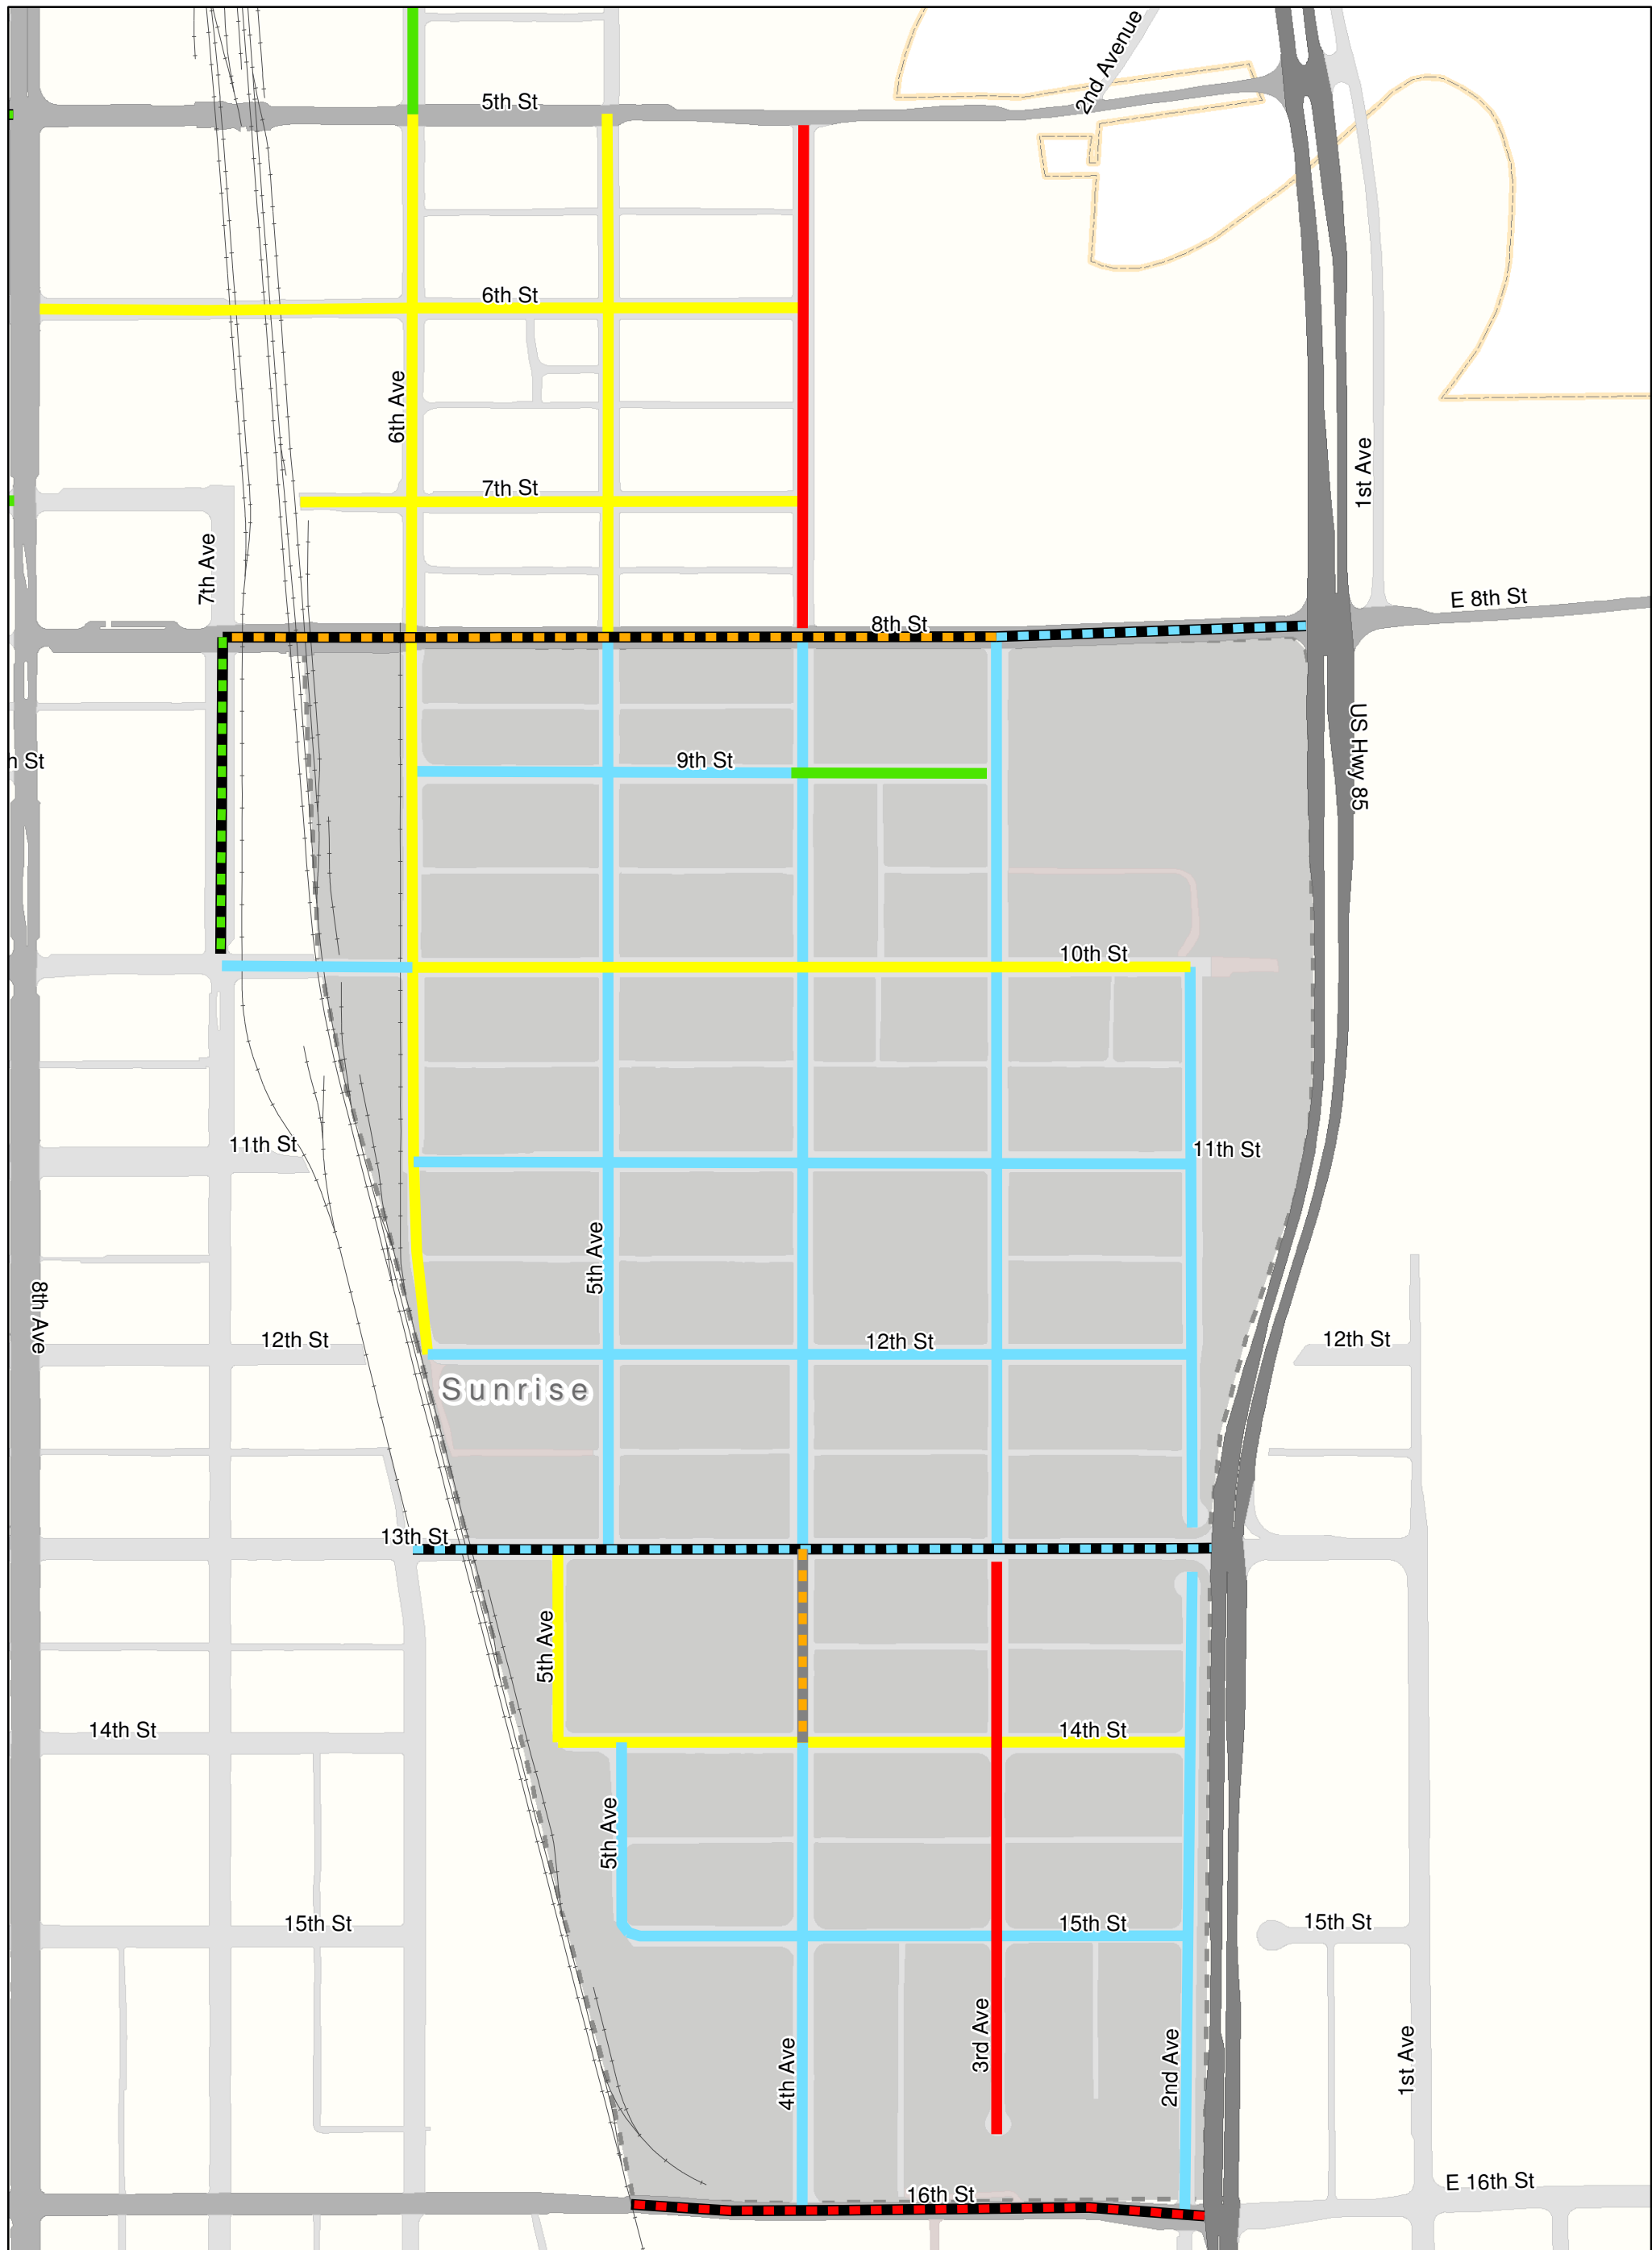 2nd Avenue
5th St
6th St
6th Ave
1st Ave
7th St
7th Ave
E 8th St
8th St
US Hwy 85
9th St
h St
10th St
11th St
11th St
5th Ave
8th Ave
12th St
12th St
12th St
Sunrise
13th St
5th Ave
14th St
14th St
5th Ave
15th St
15th St
15th St
3rd Ave
4th Ave
2nd Ave
1st Ave
E 16th St
16th St